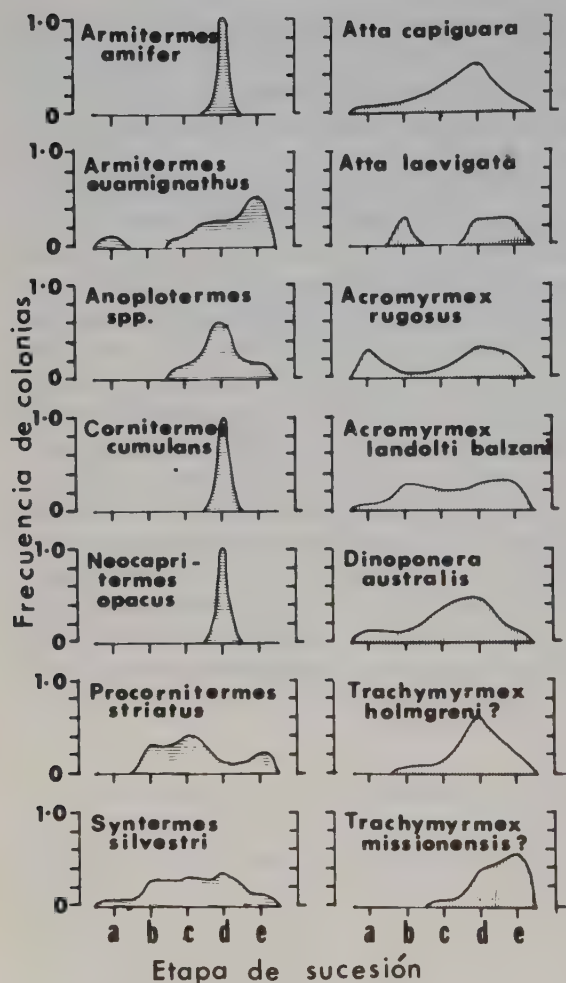 Frecuencia de colonias
1·0
Armitermes
amifer
0
Atta capiguara
1·0
Armitermes
euamignathus
0
Atta laevigata
1·0
Anoplotermes
spp.
0
Acromyrmex
rugosus
1·0
Cornitermes
cumulans
0
Acromyrmex
landolti balzani
1·0
Neocapri-
termes
opacus
0
Dinoponera
australis
1·0
Procornitermes
striatus
0
Trachymyrmex
holmgreni?
1·0
Syntermes
silvestri
0
Trachymyrmex
missionensis?
a b c d e
a b c d e
Etapa de sucesión